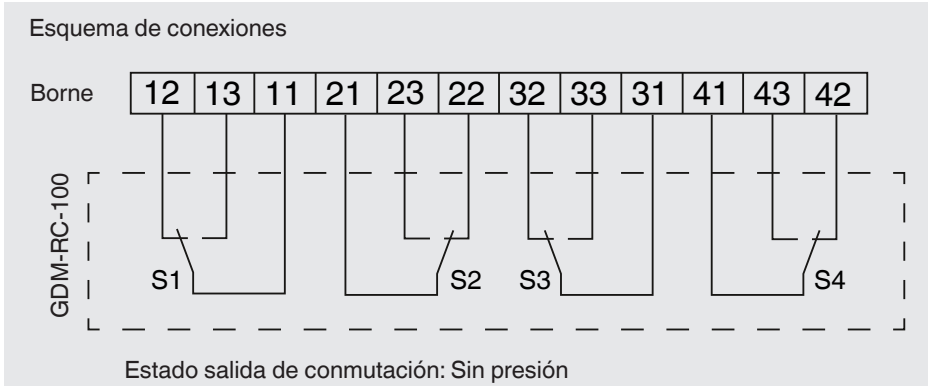 Esquema de conexiones
Borne 12 13 11 21 23 22 32 33 31 41 43 42
GDM-RC-100
S1 S2 S3 S4
Estado salida de conmutación: Sin presión